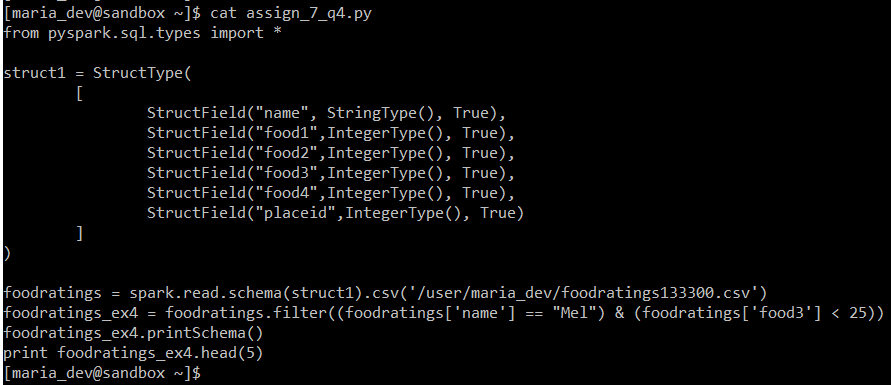 [maria_dev@sandbox ~]$ cat assign_7_q4.py
from pyspark.sql.types import *
struct1 = StructType(
[
StructField("name", StringType(), True),
StructField("food1",IntegerType(), True),
StructField("food2",IntegerType(), True),
StructField("food3",IntegerType(), True),
StructField("food4",IntegerType(), True),
StructField("placeid",IntegerType(), True)
]
)
foodratings = spark.read.schema(struct1).csv('/user/maria_dev/foodratings133300.csv')
foodratings_ex4 = foodratings.filter((foodratings['name'] == "Mel") & (foodratings['food3'] < 25))
foodratings_ex4.printSchema()
print foodratings_ex4.head(5)
[maria_dev@sandbox ~]$